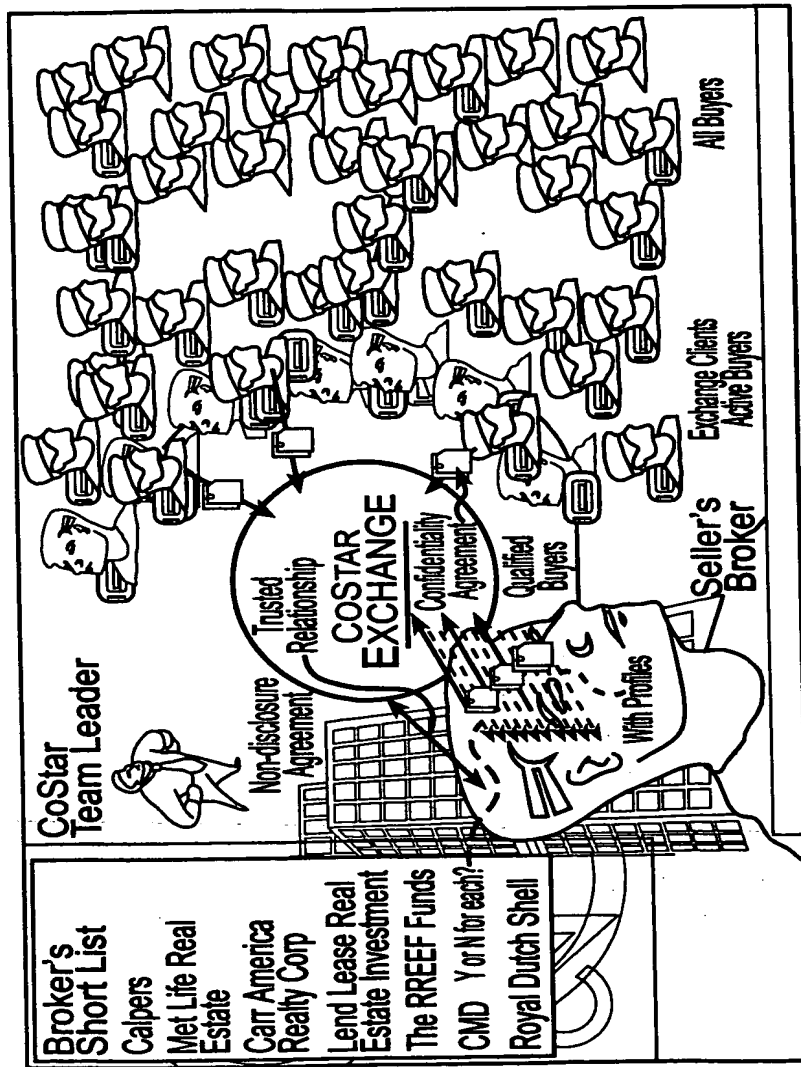 Broker's
Short List
Calpers
Met Life Real
Estate
Carr America
Realty Corp
Lend Lease Real
Estate Investment
The RREEF Funds
CMD Y or N for each?
Royal Dutch Shell
CoStar
Team Leader
Non-disclosure
Agreement
Trusted
Relationship
COSTAR
EXCHANGE
Confidentiality
Agreement
Qualified
Buyers
With Profiles
Seller's
Broker
Exchange Clients
Active Buyers
All Buyers